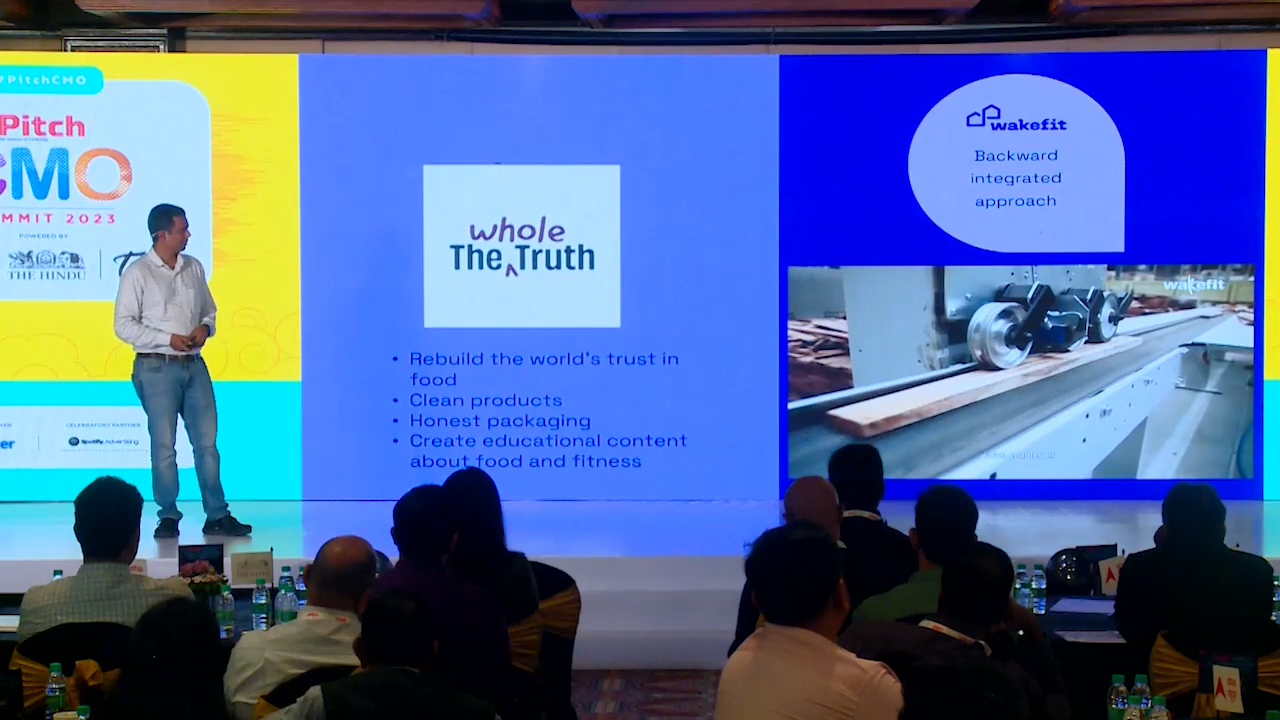 #PitchCMO
Pitch
CMO
SUMMIT 2023
POWERED BY
THE HINDU
CELEBRATORY PARTNER
Spotify Advertising
whole
The Truth
• Rebuild the world's trust in
food
• Clean products
• Honest packaging
• Create educational content
about food and fitness
wakefit
Backward
integrated
approach
wakefit